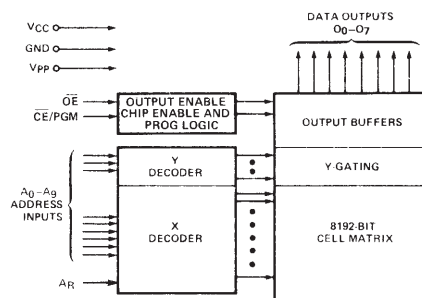 DATA OUTPUTS
O0–O7
VCC
GND
VPP
OE
CE/PGM
OUTPUT ENABLE
CHIP ENABLE AND
PROG LOGIC
OUTPUT BUFFERS
Y
DECODER
Y-GATING
A0–A9
ADDRESS
INPUTS
X
DECODER
8192-BIT
CELL MATRIX
AR